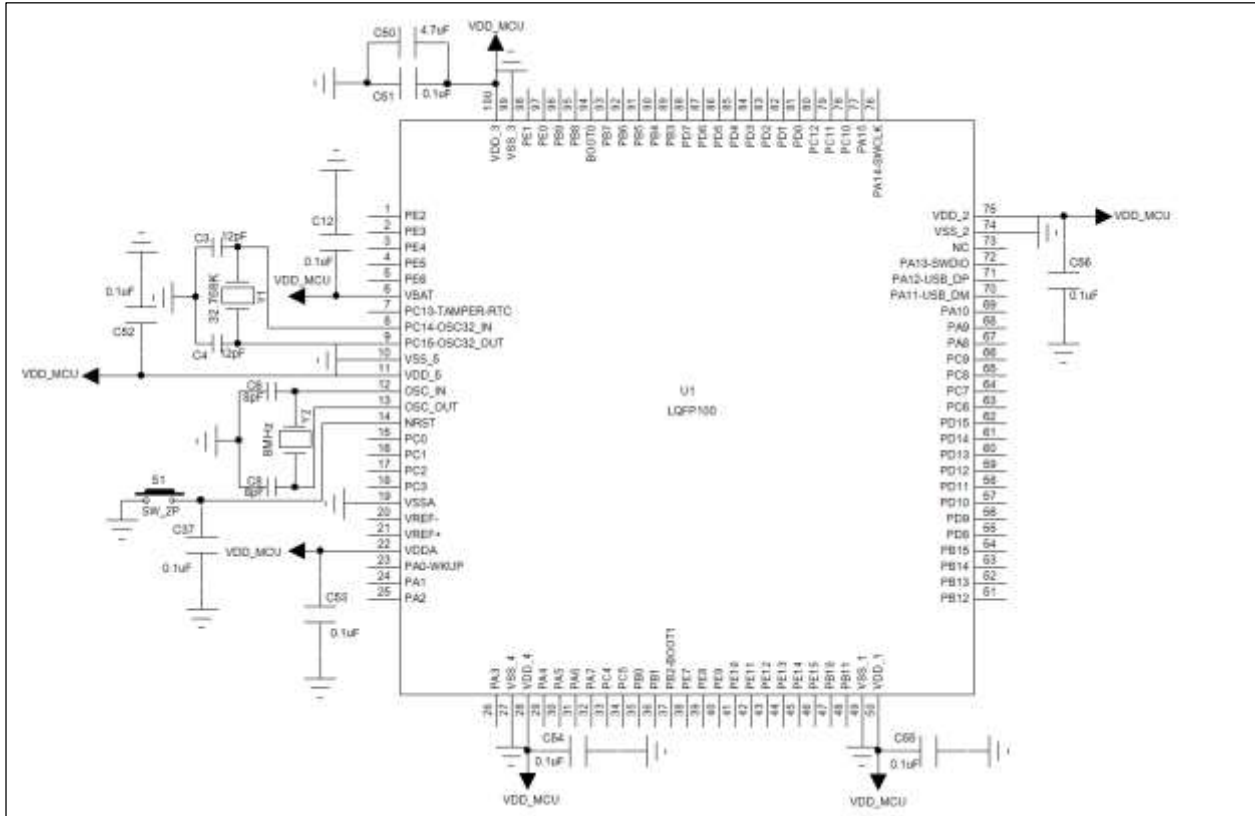 C50 4.7uF VDD_MCU
C51 0.1uF
100 99 98 97 96 95 94 93 92 91 90 89 88 87 86 85 84 83 82 81 80 79 78 77 76
VDD_3 VSS_3 PE1 PE0 PB9 PB8 BOOT0 PB7 PB6 PB5 PB4 PB3 PD7 PD6 PD5 PD4 PD3 PD2 PD1 PD0 PC12 PC11 PC10 PA15 PA14-SWCLK
C12
0.1uF
VDD_MCU
C3 12pF
32.768K Y1
C4 12pF
0.1uF
C52
VDD_MCU
C6
8pF
8MHz Y2
8pF
S1
SW_2P
C37
0.1uF
VDD_MCU
0.1uF
1 PE2
2 PE3
3 PE4
4 PE5
5 PE6
6 VBAT
7 PC13-TAMPER-RTC
8 PC14-OSC32_IN
9 PC15-OSC32_OUT
10 VSS_5
11 VDD_5
12 OSC_IN
13 OSC_OUT
14 NRST
15 PC0
16 PC1
17 PC2
18 PC3
19 VSSA
20 VREF-
21 VREF+
22 VDDA
23 PA0-WKUP
24 PA1
25 PA2
U1
LQFP100
VDD_2 75
VSS_2 74
NC 73
PA13-SWDIO 72
PA12-USB_DP 71
PA11-USB_DM 70
PA10 69
PA9 68
PA8 67
PC9 66
PC8 65
PC7 64
PC6 63
PD15 62
PD14 61
PD13 60
PD12 59
PD11 58
PD10 57
PD9 56
PD8 55
PB15 54
PB14 53
PB13 52
PB12 51
VDD_MCU
C56
0.1uF
PA3 VSS_4 VDD_4 PA4 PA5 PA6 PA7 PC4 PC5 PB0 PB1 PB2-BOOT1 PE7 PE8 PE9 PE10 PE11 PE12 PE13 PE14 PE15 PB10 PB11 VSS_1 VDD_1
26 27 28 29 30 31 32 33 34 35 36 37 38 39 40 41 42 43 44 45 46 47 48 49 50
C54
0.1uF
VDD_MCU
0.1uF
VDD_MCU